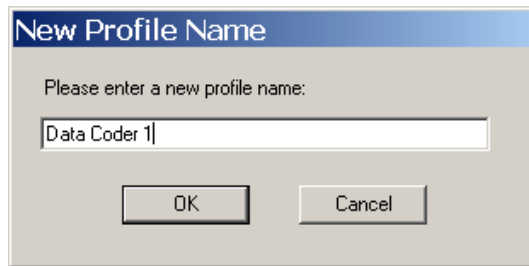 New Profile Name
Please enter a new profile name:
Data Coder 1
OK
Cancel